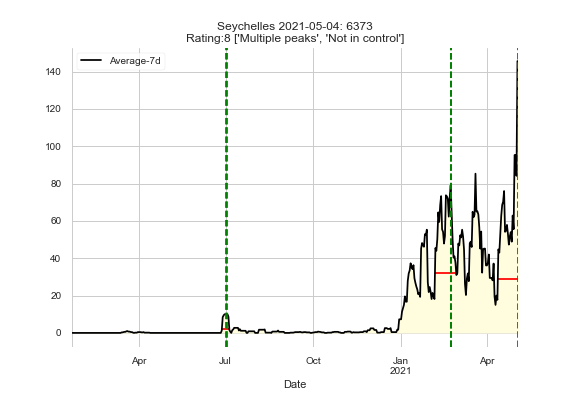 Seychelles 2021-05-04: 6373
Rating:8 ['Multiple peaks', 'Not in control']
Average-7d
140
120
100
80
60
40
20
0
Apr
Jul
Oct
Jan
2021
Apr
Date